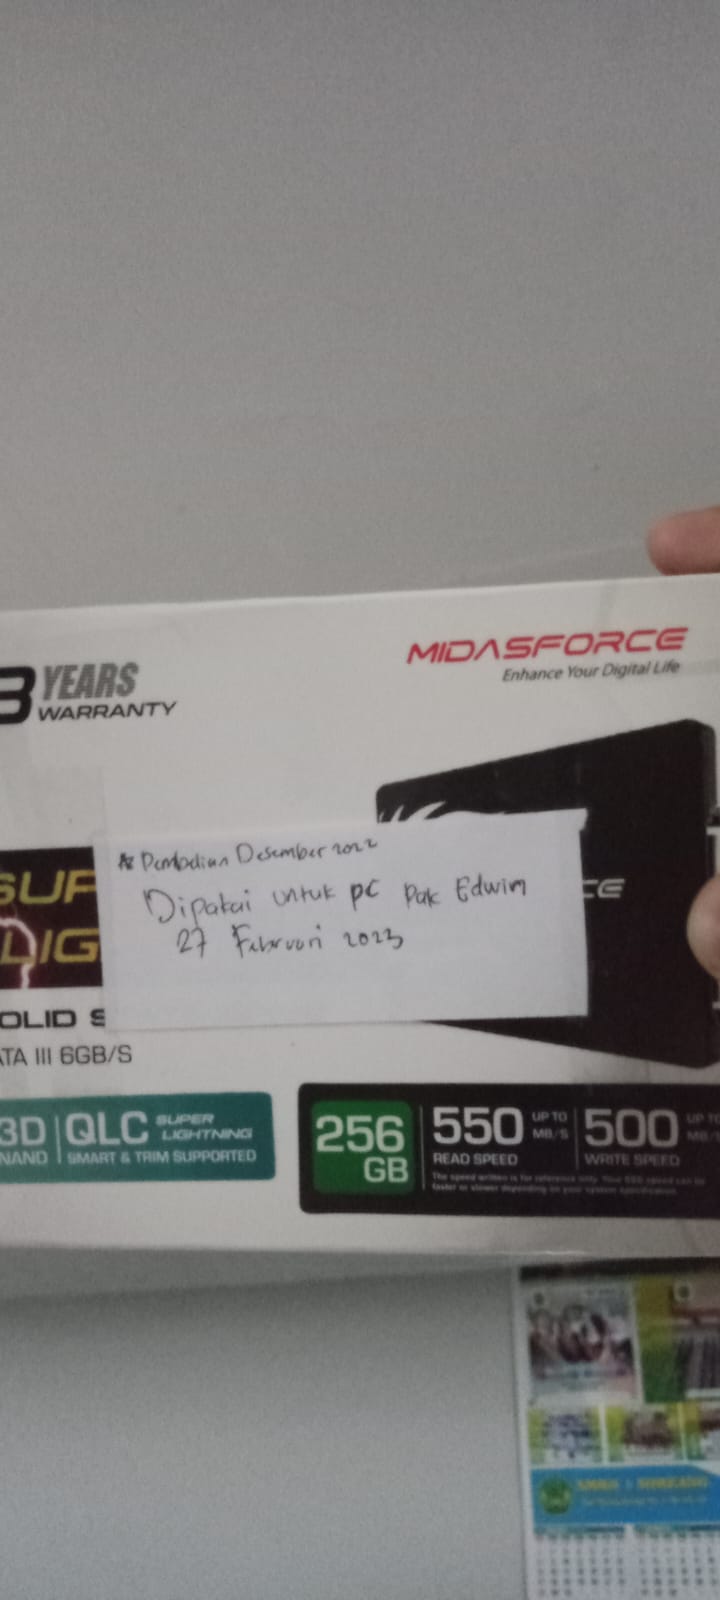 3 YEARS
WARRANTY
MIDASFORCE
Enhance Your Digital Life
Desember 2022
Dipakai untuk pc Pak Edwin
27 Februari 2023
CE
SUP
LIG
OLID S
ATA III 6GB/S
3D NAND
QLC SUPER LIGHTNING
SMART & TRIM SUPPORTED
256 GB
550 UP TO MB/S
READ SPEED
500 UP TO MB/
WRITE SPEED
The speed written is for reference only. Your SSD speed can be
faster or slower depending on your system specification.